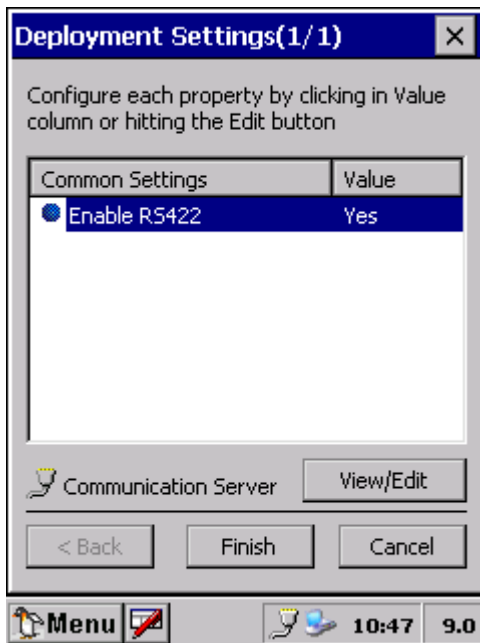 Deployment Settings(1/1)
Configure each property by clicking in Value
column or hitting the Edit button
Common Settings Value
Enable RS422 Yes
Communication Server View/Edit
< Back Finish Cancel
Menu 10:47 9.0